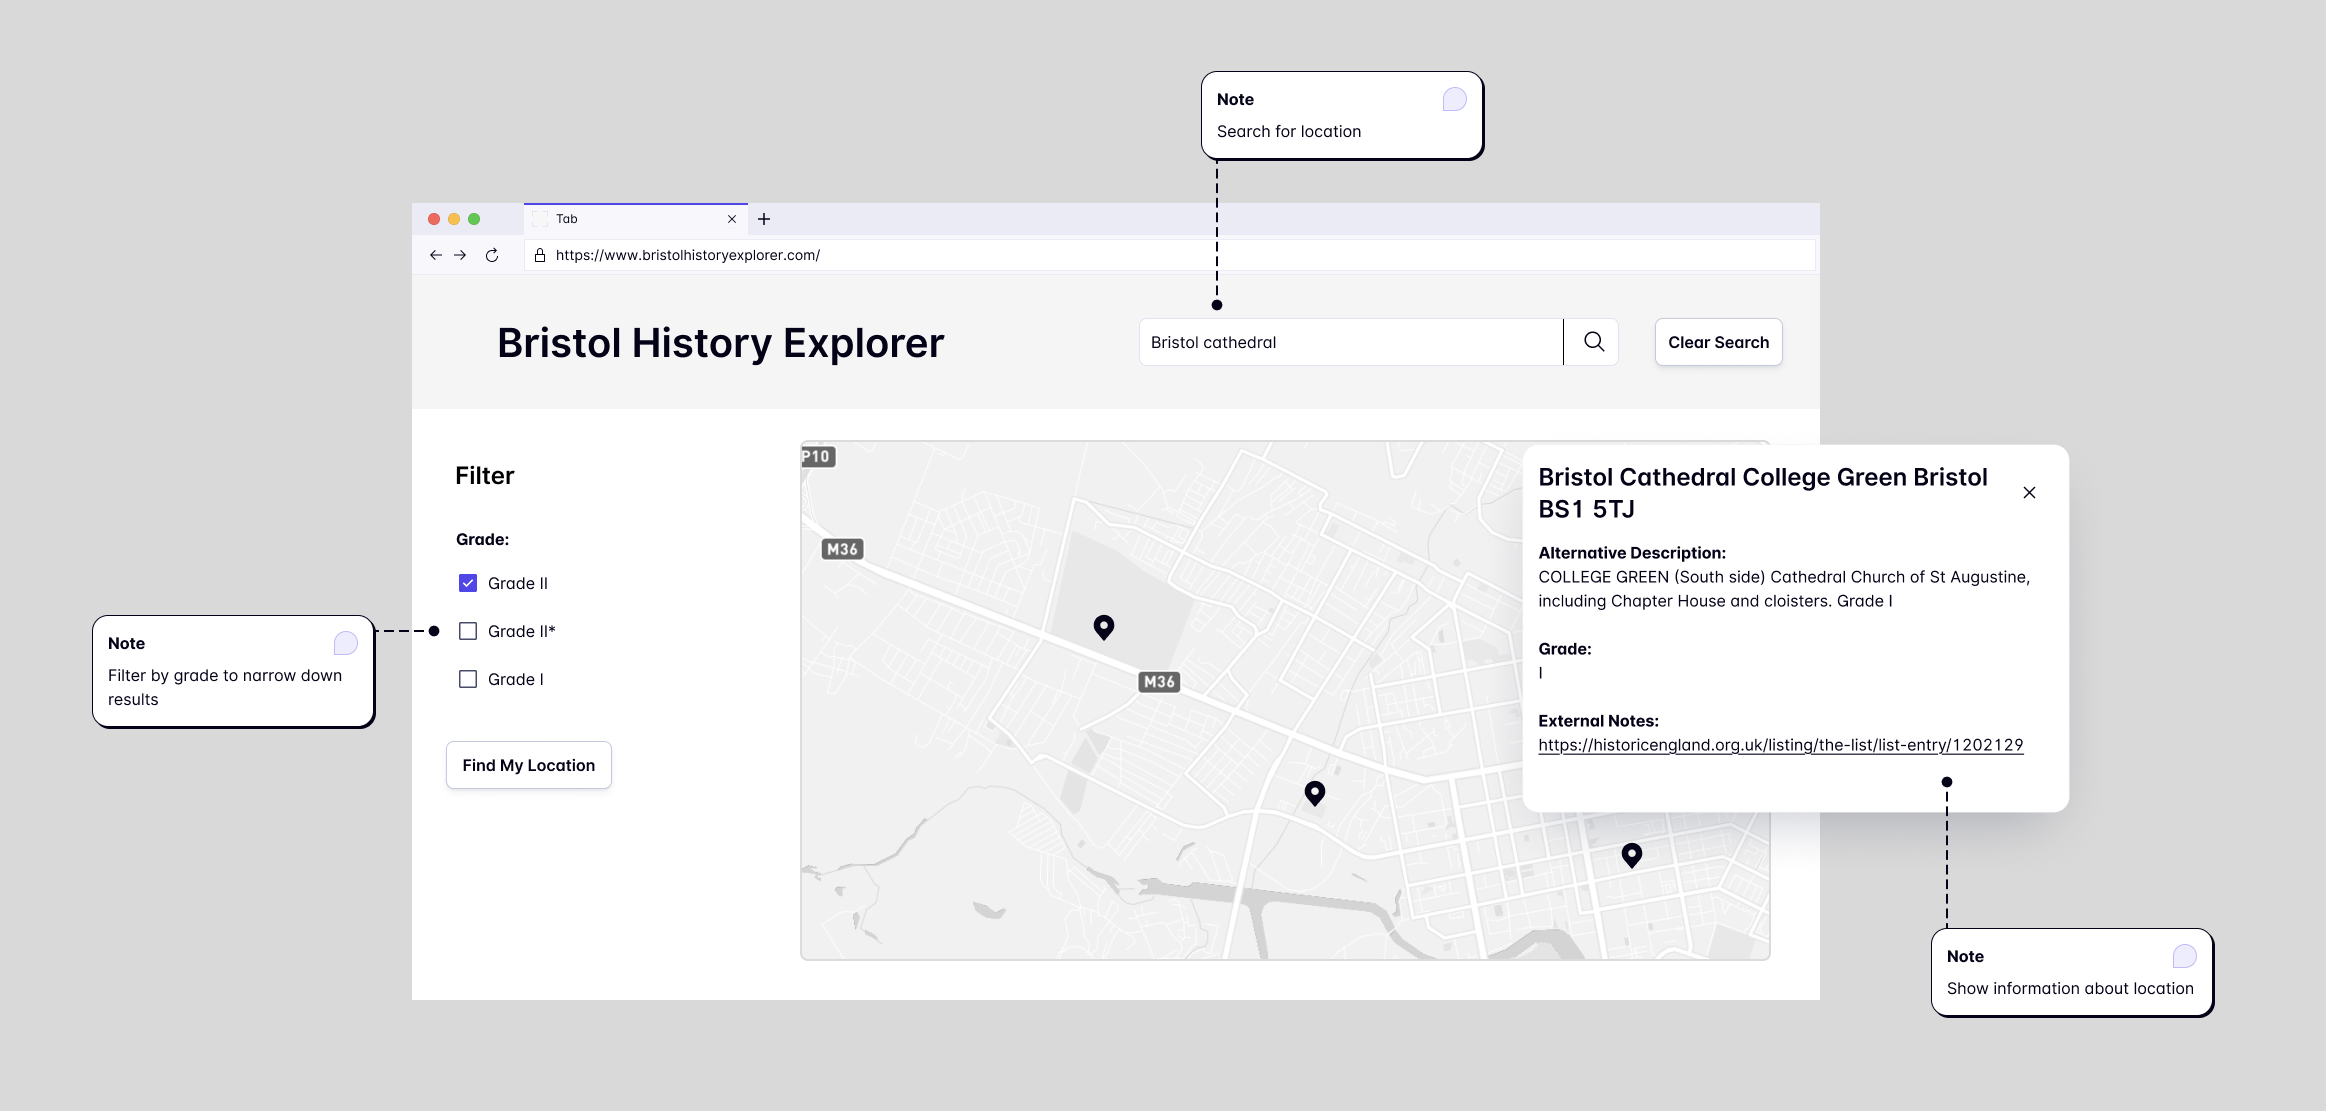 Note
Search for location
Tab
https://www.bristolhistoryexplorer.com/
Bristol History Explorer
Bristol cathedral
Clear Search
Filter
Grade:
Grade II
Grade II*
Grade I
Find My Location
Note
Filter by grade to narrow down
results
P10
M36
M36
Bristol Cathedral College Green Bristol
BS1 5TJ
Alternative Description:
COLLEGE GREEN (South side) Cathedral Church of St Augustine,
including Chapter House and cloisters. Grade I
Grade:
I
External Notes:
https://historicengland.org.uk/listing/the-list/list-entry/1202129
Note
Show information about location